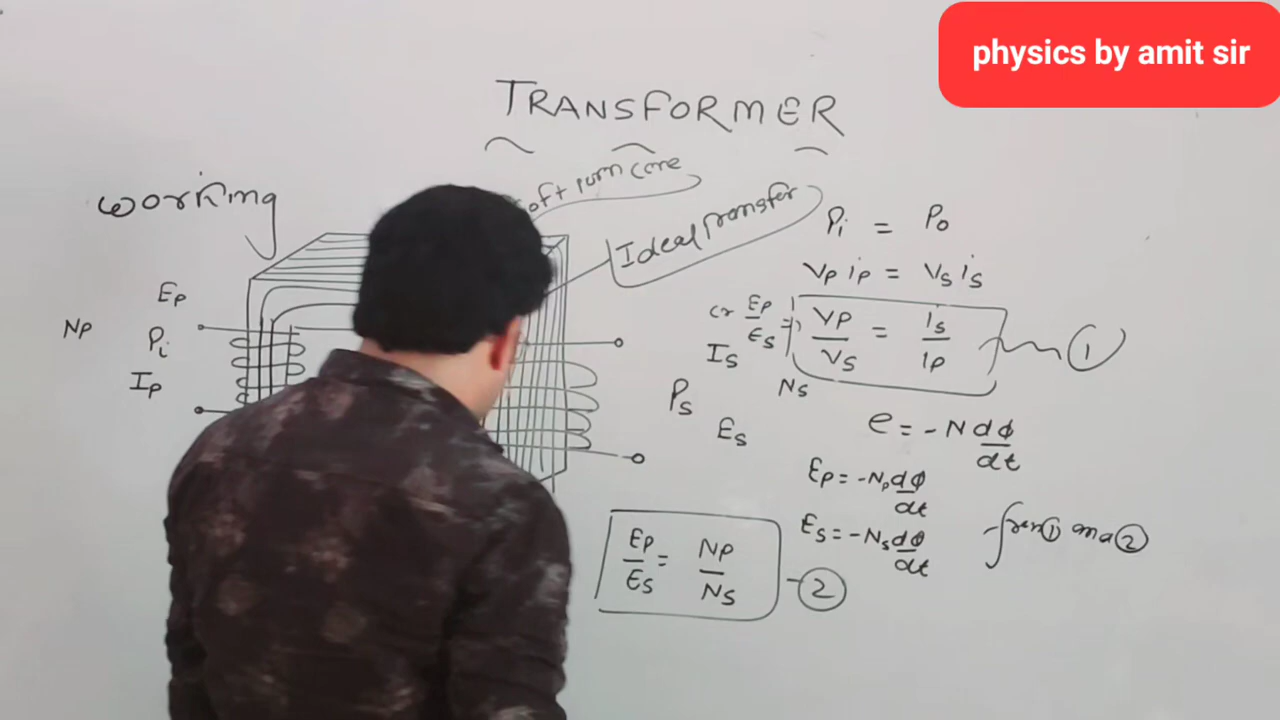 physics by amit sir
TRANSFORMER
working
oft iurn core
Ideal transfer
Ep
Np
Pi
Ip
Pi = Po
Vp ip = Vs is
or Ep/Es = Vp/Vs = Is/Ip ①
Is
Ns
Ps
Es
e = -N dϕ/dt
Ep = -Np dϕ/dt
Es = -Ns dϕ/dt
from ① and ②
Ep/Es = Np/Ns - ②